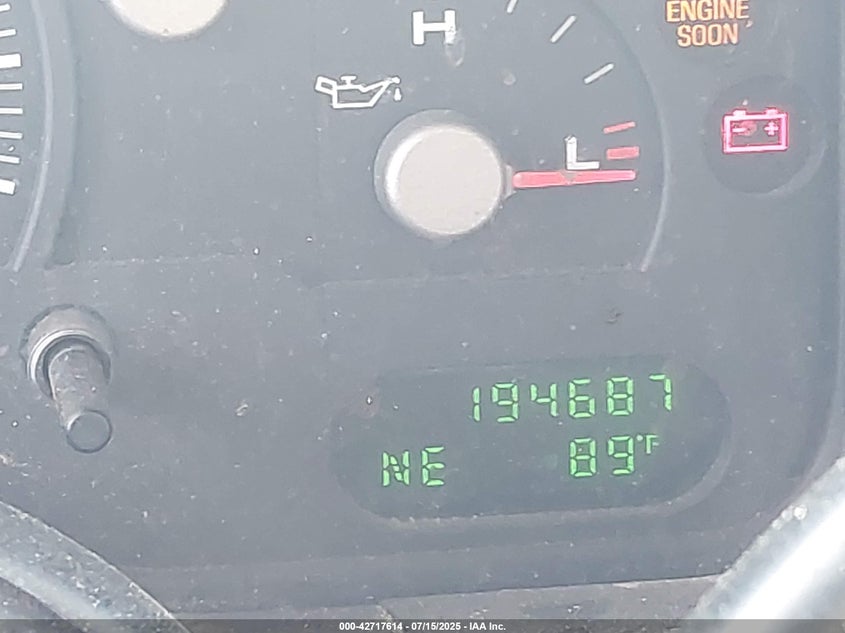 H
ENGINE
SOON
L
194687
NE 89°F
000-42717614 - 07/15/2025 - IAA Inc.